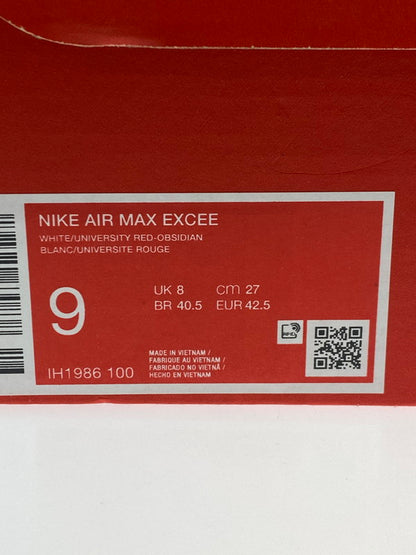 NIKE AIR MAX EXCEE
WHITE/UNIVERSITY RED-OBSIDIAN
BLANC/UNIVERSITE ROUGE
9
UK 8 cm 27
BR 40.5 EUR 42.5
MADE IN VIETNAM /
FABRIQUE AU VIETNAM /
FABRICADO NO VIETNÃ /
HECHO EN VIETNAM
IH1986 100